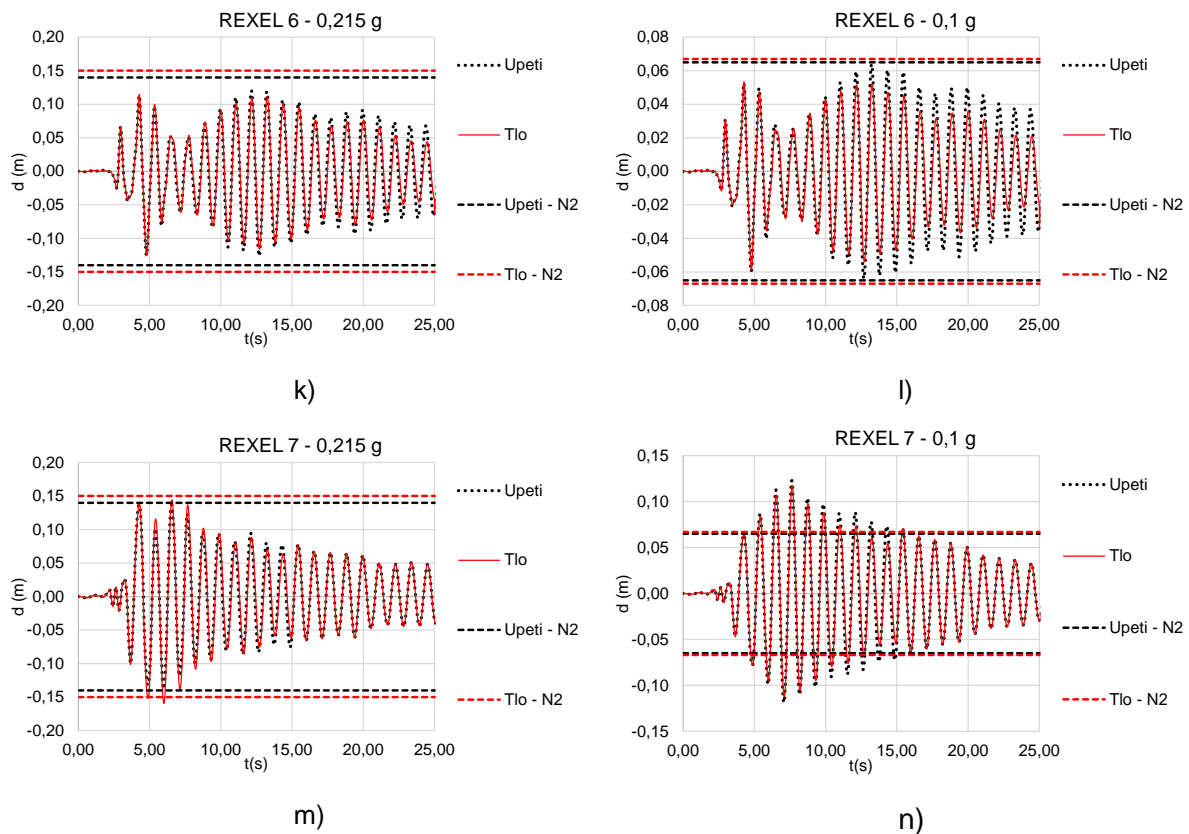 REXEL 6 - 0,215 g
0,20
0,15
0,10
0,05
0,00
-0,05
-0,10
-0,15
-0,20
d (m)
0,00 5,00 10,00 15,00 20,00 25,00
t(s)
Upeti
Tlo
Upeti - N2
Tlo - N2
k)
REXEL 6 - 0,1 g
0,08
0,06
0,04
0,02
0,00
-0,02
-0,04
-0,06
-0,08
d (m)
0,00 5,00 10,00 15,00 20,00 25,00
t(s)
Upeti
Tlo
Upeti - N2
Tlo - N2
l)
REXEL 7 - 0,215 g
0,20
0,15
0,10
0,05
0,00
-0,05
-0,10
-0,15
-0,20
d (m)
0,00 5,00 10,00 15,00 20,00 25,00
t(s)
Upeti
Tlo
Upeti - N2
Tlo - N2
m)
REXEL 7 - 0,1 g
0,15
0,10
0,05
0,00
-0,05
-0,10
-0,15
d (m)
0,00 5,00 10,00 15,00 20,00 25,00
t(s)
Upeti
Tlo
Upeti - N2
Tlo - N2
n)